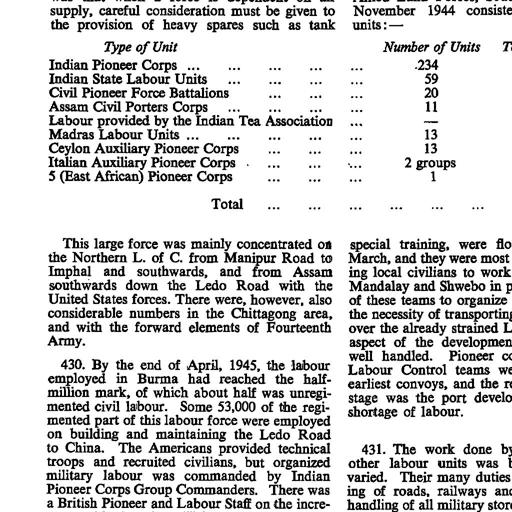 supply, careful consideration must be given to
the provision of heavy spares such as tank
November 1944 consiste
units:—
Type of Unit Number of Units
Indian Pioneer Corps ... ... ... ... ... 234
Indian State Labour Units ... ... ... ... 59
Civil Pioneer Force Battalions ... ... ... 20
Assam Civil Porters Corps ... ... ... ... 11
Labour provided by the Indian Tea Association ... —
Madras Labour Units ... ... ... ... ... 13
Ceylon Auxiliary Pioneer Corps ... ... ... 13
Italian Auxiliary Pioneer Corps ... ... ... 2 groups
5 (East African) Pioneer Corps ... ... ... 1
Total ... ... ... ... ... ...
This large force was mainly concentrated on
the Northern L. of C. from Manipur Road to
Imphal and southwards, and from Assam
southwards down the Ledo Road with the
United States forces. There were, however, also
considerable numbers in the Chittagong area,
and with the forward elements of Fourteenth
Army.
430. By the end of April, 1945, the labour
employed in Burma had reached the half-
million mark, of which about half was unregi-
mented civil labour. Some 53,000 of the regi-
mented part of this labour force were employed
on building and maintaining the Ledo Road
to China. The Americans provided technical
troops and recruited civilians, but organized
military labour was commanded by Indian
Pioneer Corps Group Commanders. There was
a British Pioneer and Labour Staff on the incre-
special training, were flo
March, and they were most
ing local civilians to work
Mandalay and Shwebo in p
of these teams to organize
the necessity of transporting
over the already strained L
aspect of the developmen
well handled. Pioneer co
Labour Control teams we
earliest convoys, and the re
stage was the port develo
shortage of labour.
431. The work done by
other labour units was b
varied. Their many duties
ing of roads, railways and
handling of all military store